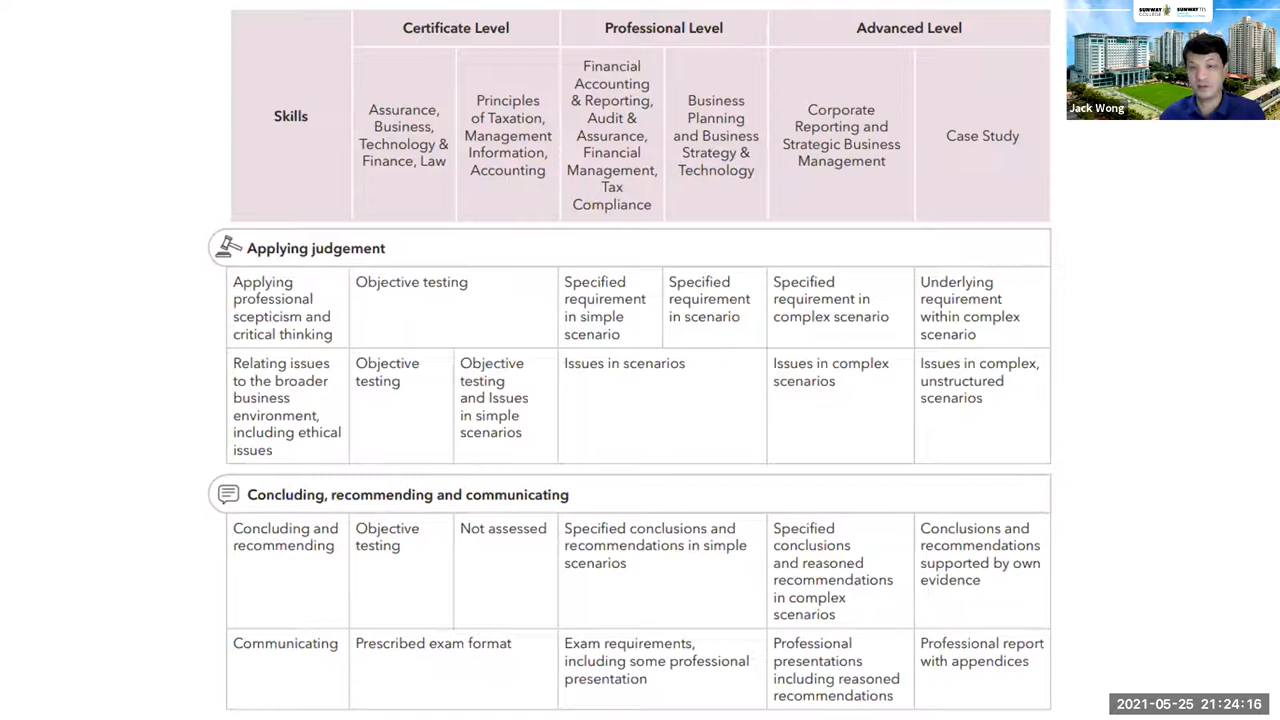 Certificate Level
Professional Level
Advanced Level
Skills
Assurance,
Business,
Technology &
Finance, Law
Principles
of Taxation,
Management
Information,
Accounting
Financial
Accounting
& Reporting,
Audit &
Assurance,
Financial
Management,
Tax
Compliance
Business
Planning
and Business
Strategy &
Technology
Corporate
Reporting and
Strategic Business
Management
Case Study
Applying judgement
Applying
professional
scepticism and
critical thinking
Objective testing
Specified
requirement
in simple
scenario
Specified
requirement
in scenario
Specified
requirement in
complex scenario
Underlying
requirement
within complex
scenario
Relating issues
to the broader
business
environment,
including ethical
issues
Objective
testing
Objective
testing
and Issues
in simple
scenarios
Issues in scenarios
Issues in complex
scenarios
Issues in complex,
unstructured
scenarios
Concluding, recommending and communicating
Concluding and
recommending
Objective
testing
Not assessed
Specified conclusions and
recommendations in simple
scenarios
Specified
conclusions
and reasoned
recommendations
in complex
scenarios
Conclusions and
recommendations
supported by own
evidence
Communicating
Prescribed exam format
Exam requirements,
including some professional
presentation
Professional
presentations
including reasoned
recommendations
Professional report
with appendices
SUNWAY
COLLEGE
SUNWAY TES
Jack Wong
2021-05-25 21:24:16